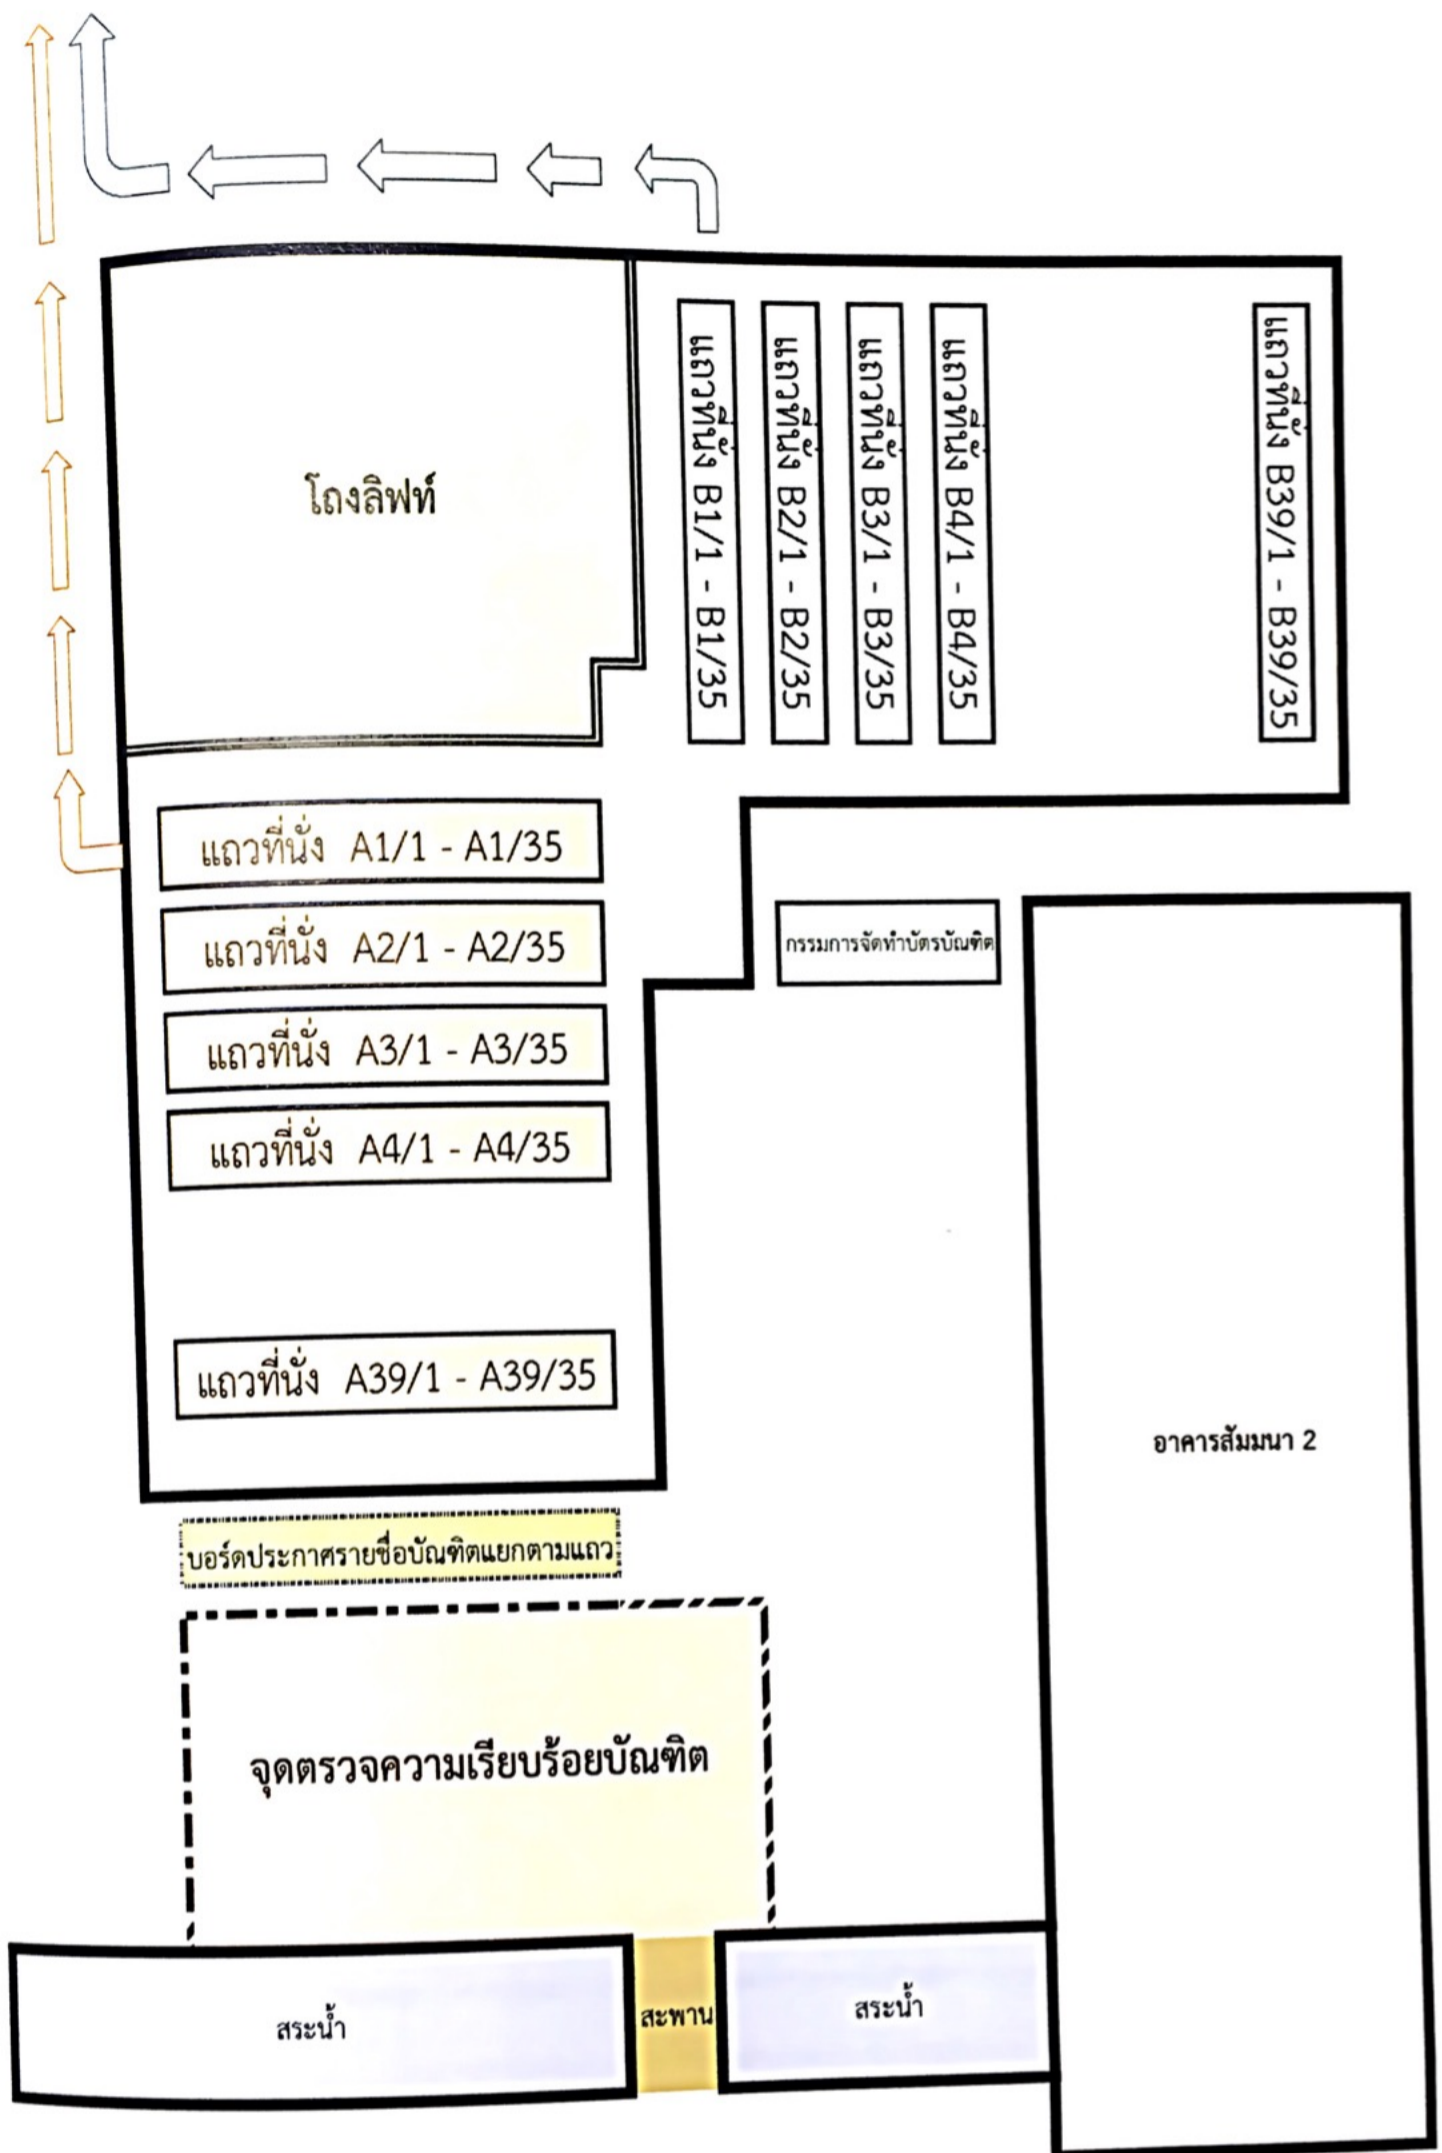 โถงลิฟท์
แถวที่นั่ง B1/1 - B1/35
แถวที่นั่ง B2/1 - B2/35
แถวที่นั่ง B3/1 - B3/35
แถวที่นั่ง B4/1 - B4/35
แถวที่นั่ง B39/1 - B39/35
แถวที่นั่ง A1/1 - A1/35
แถวที่นั่ง A2/1 - A2/35
แถวที่นั่ง A3/1 - A3/35
แถวที่นั่ง A4/1 - A4/35
แถวที่นั่ง A39/1 - A39/35
กรรมการจัดทำบัตรบัณฑิต
อาคารสัมมนา 2
บอร์ดประกาศรายชื่อบัณฑิตแยกตามแถว
จุดตรวจความเรียบร้อยบัณฑิต
สระน้ำ
สะพาน
สระน้ำ